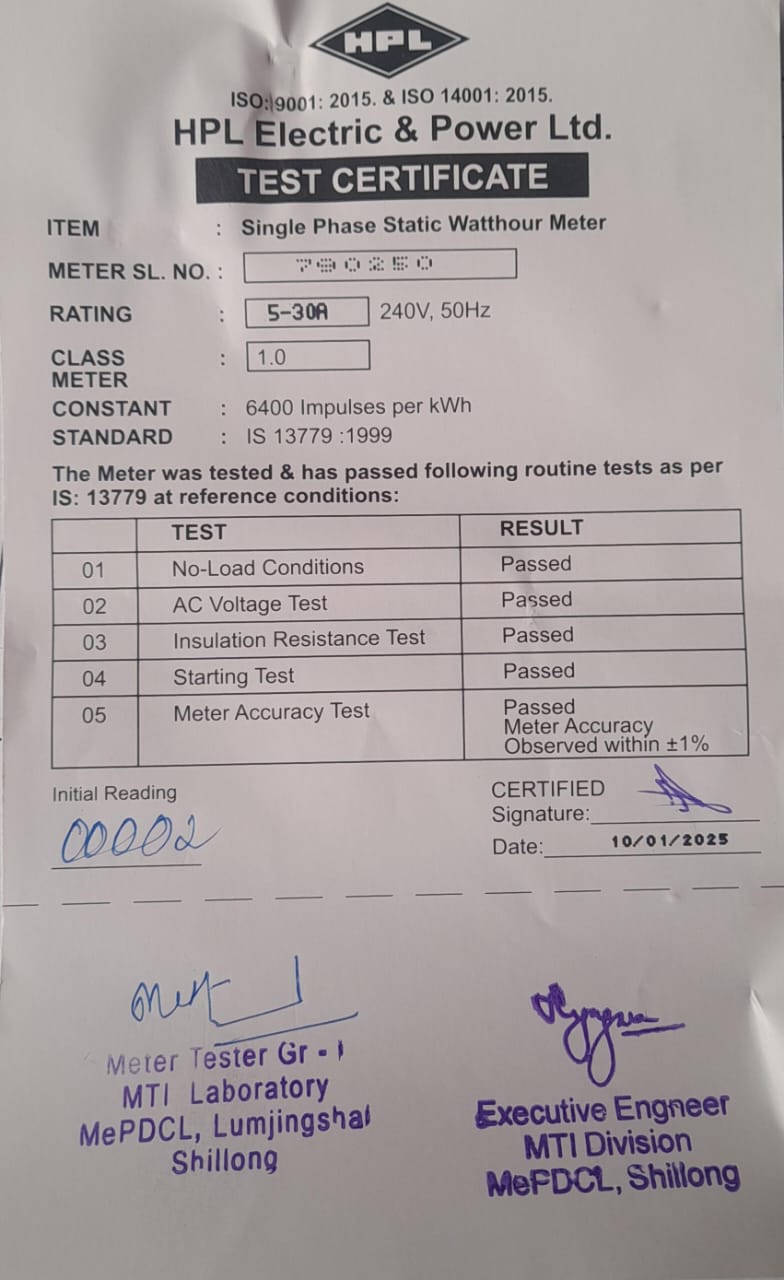 HPL
ISO: 9001: 2015. & ISO 14001: 2015.
HPL Electric & Power Ltd.
TEST CERTIFICATE
ITEM : Single Phase Static Watthour Meter
METER SL. NO. : 790250
RATING : 5-30A 240V, 50Hz
CLASS : 1.0
METER
CONSTANT : 6400 Impulses per kWh
STANDARD : IS 13779 :1999
The Meter was tested & has passed following routine tests as per
IS: 13779 at reference conditions:
TEST RESULT
01 No-Load Conditions Passed
02 AC Voltage Test Passed
03 Insulation Resistance Test Passed
04 Starting Test Passed
05 Meter Accuracy Test Passed
Meter Accuracy
Observed within ±1%
Initial Reading
00002
CERTIFIED
Signature:
Date: 10/01/2025
Meter Tester Gr - I
MTI Laboratory
MePDCL, Lumjingshai
Shillong
Executive Engneer
MTI Division
MePDCL, Shillong